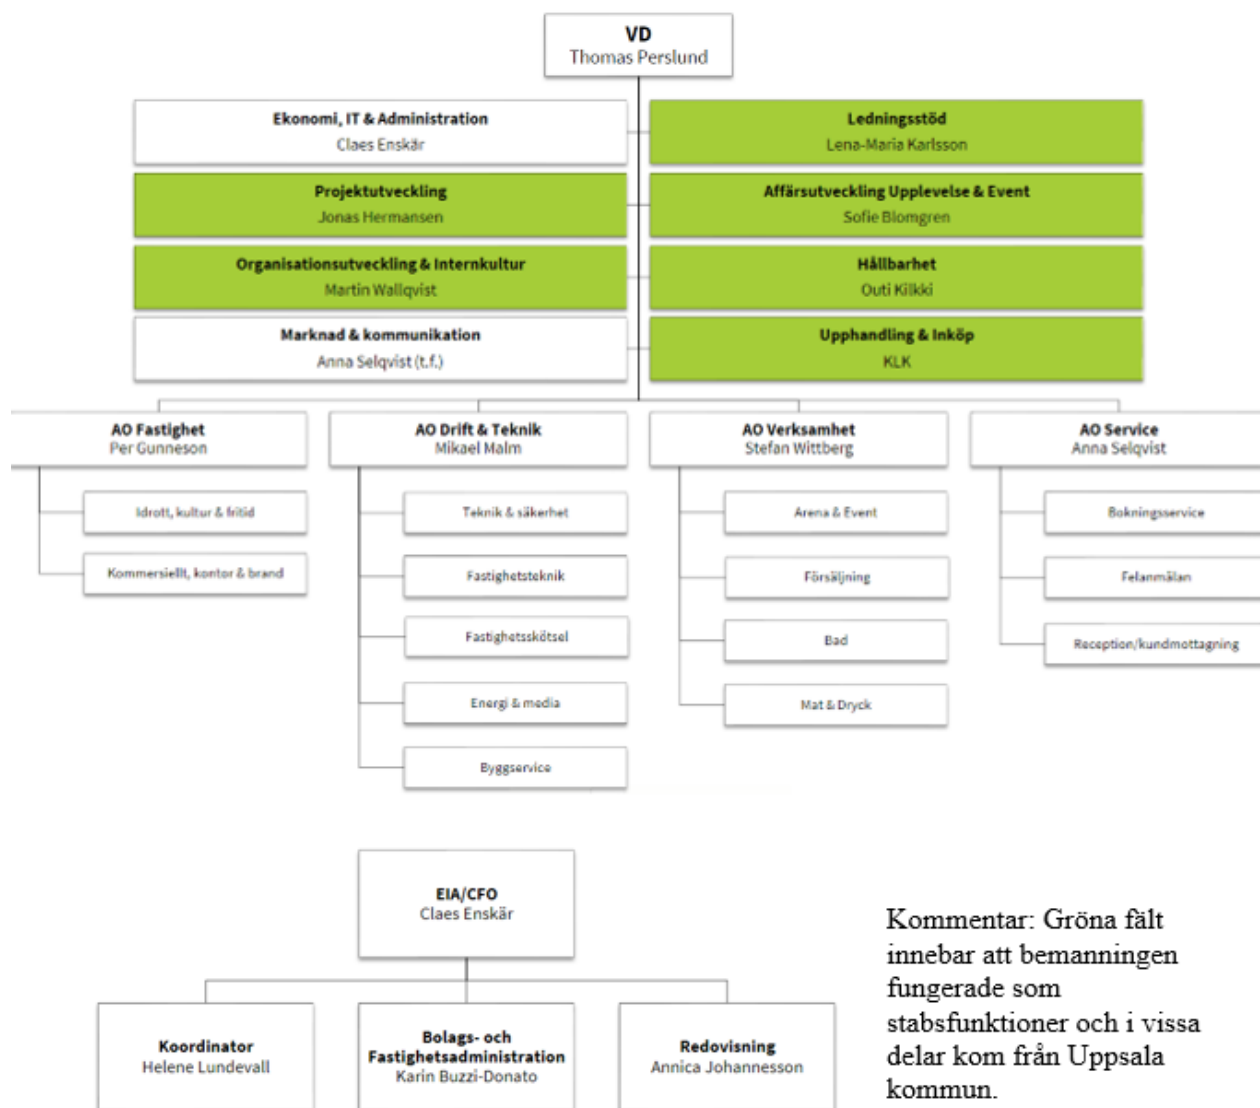 VD
Thomas Perslund
Ekonomi, IT & Administration
Claes Enskär
Ledningsstöd
Lena-Maria Karlsson
Projektutveckling
Jonas Hermansen
Affärsutveckling Upplevelse & Event
Sofie Blomgren
Organisationsutveckling & Internkultur
Martin Wallqvist
Hållbarhet
Outi Kilkki
Marknad & kommunikation
Anna Selqvist (t.f.)
Upphandling & Inköp
KLK
AO Fastighet
Per Gunneson
Idrott, kultur & fritid
Kommersiellt, kontor & brand
AO Drift & Teknik
Mikael Malm
Teknik & säkerhet
Fastighetsteknik
Fastighetsskötsel
Energi & media
Byggservice
AO Verksamhet
Stefan Wittberg
Arena & Event
Försäljning
Bad
Mat & Dryck
AO Service
Anna Selqvist
Bokningsservice
Felanmälan
Reception/kundmottagning
EIA/CFO
Claes Enskär
Koordinator
Helene Lundevall
Bolags- och
Fastighetsadministration
Karin Buzzi-Donato
Redovisning
Annica Johannesson
Kommentar: Gröna fält
innebar att bemanningen
fungerade som
stabsfunktioner och i vissa
delar kom från Uppsala
kommun.